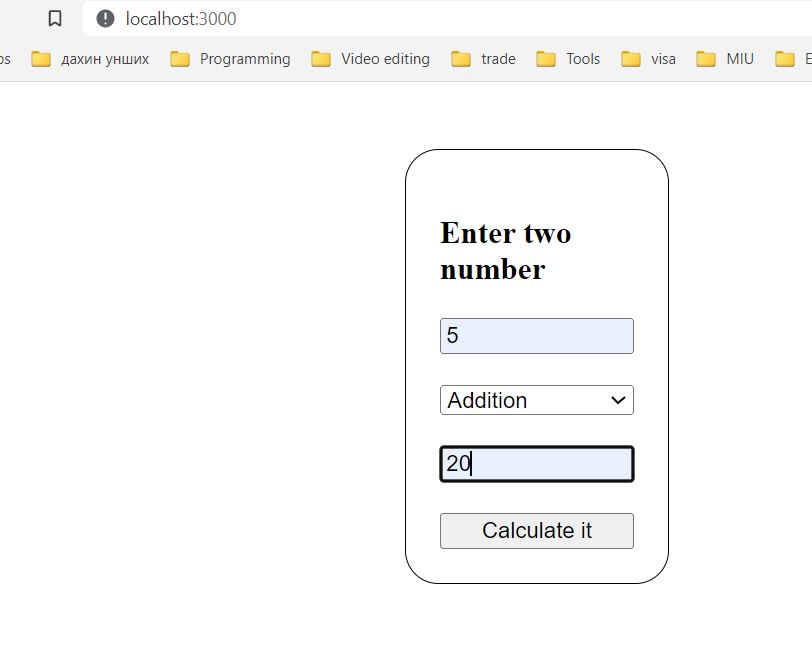 localhost:3000
дахин унших Programming Video editing trade Tools visa MIU
Enter two
number
5
Addition
20
Calculate it